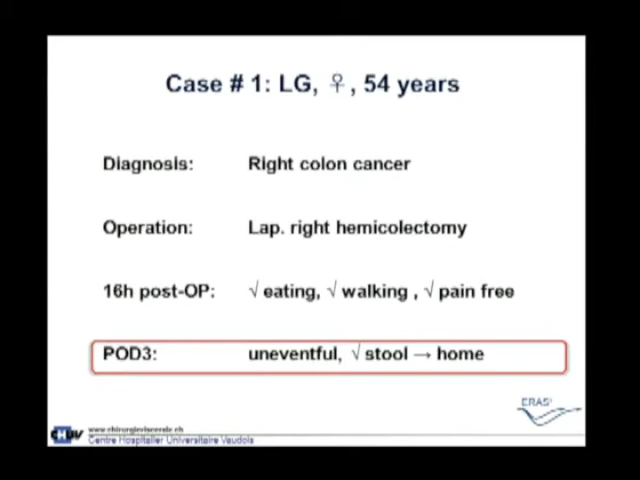 Case # 1: LG, ♀, 54 years
Diagnosis: Right colon cancer
Operation: Lap. right hemicolectomy
16h post-OP: √ eating, √ walking , √ pain free
POD3: uneventful, √ stool → home
ERAS
CHUV www.chirurgieviscerale.ch
Centre Hospitalier Universitaire Vaudois